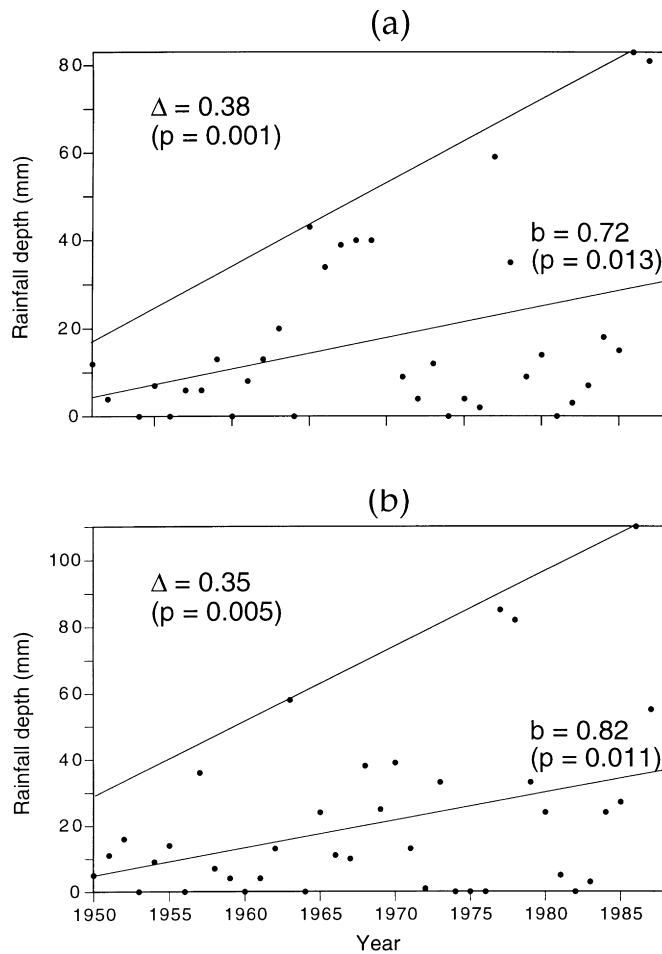 (a)
80
Δ = 0.38
(p = 0.001)
60
Rainfall depth (mm)
40
b = 0.72
(p = 0.013)
20
0
(b)
100
Δ = 0.35
(p = 0.005)
80
60
Rainfall depth (mm)
b = 0.82
(p = 0.011)
40
20
0
1950 1955 1960 1965 1970 1975 1980 1985
Year